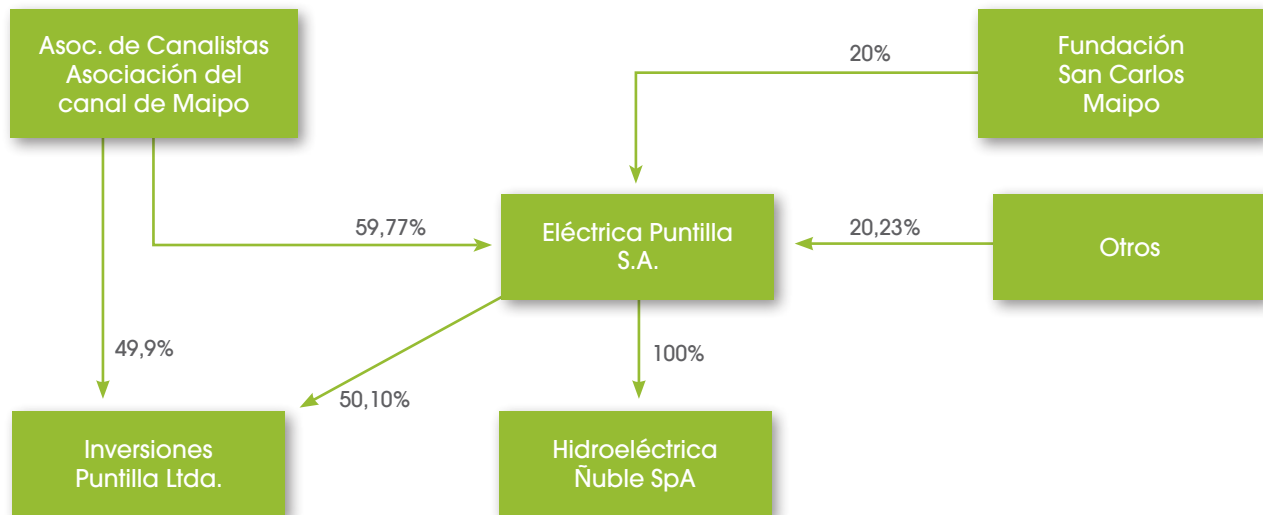 Asoc. de Canalistas
Asociación del
canal de Maipo
20%
Fundación
San Carlos
Maipo
59,77%
Eléctrica Puntilla
S.A.
20,23%
Otros
49,9%
50,10%
100%
Inversiones
Puntilla Ltda.
Hidroeléctrica
Ñuble SpA